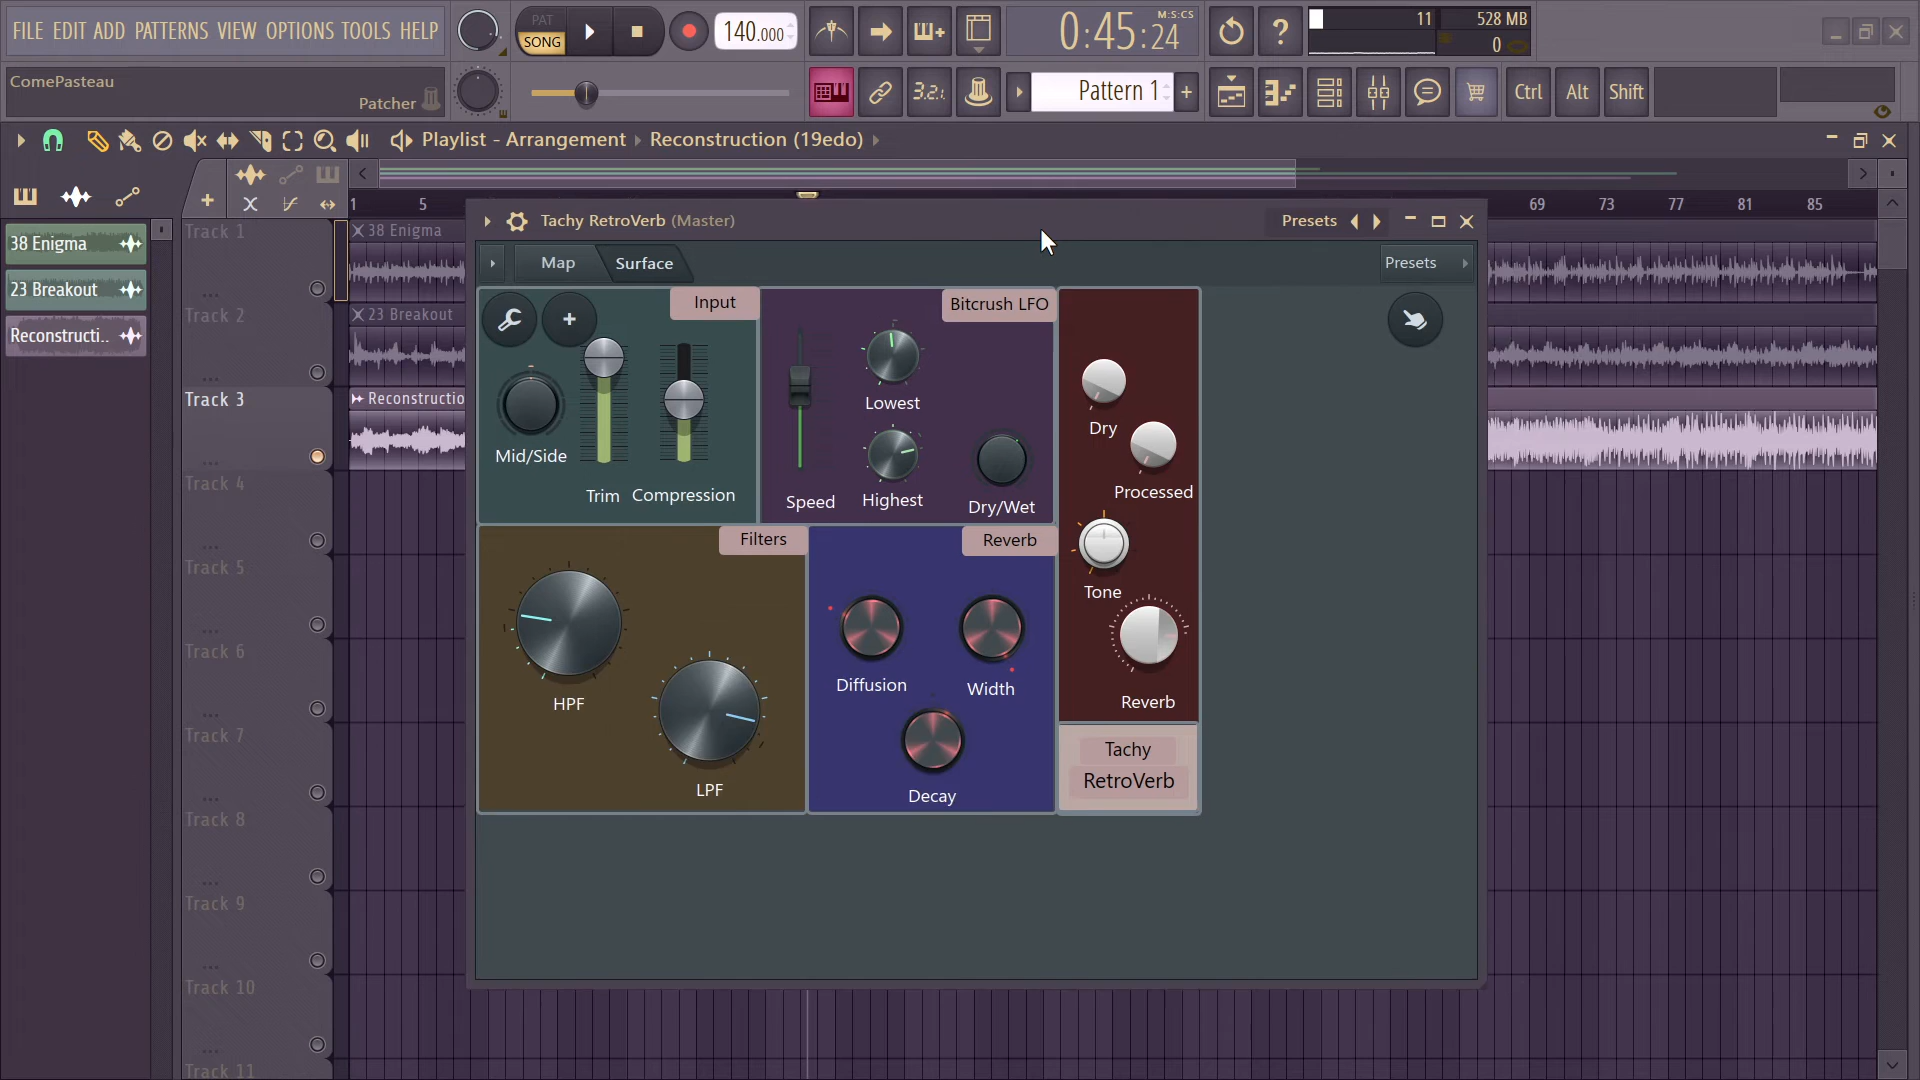 FILE EDIT ADD PATTERNS VIEW OPTIONS TOOLS HELP
PAT
SONG
140.000
0:45:24
M:S:CS
11
528 MB
0
ComePasteau
Patcher
3.2.
Pattern 1
Ctrl
Alt
Shift
Playlist - Arrangement
Reconstruction (19edo)
1
5
69
73
77
81
85
38 Enigma
23 Breakout
Reconstructi..
Track 1
38 Enigma
Track 2
23 Breakout
Track 3
Reconstructio
Track 4
Track 5
Track 6
Track 7
Track 8
Track 9
Track 10
Track 11
Tachy RetroVerb (Master)
Presets
Map
Surface
Presets
Input
Mid/Side
Trim
Compression
Bitcrush LFO
Speed
Lowest
Highest
Dry/Wet
Dry
Processed
Tone
Reverb
Filters
HPF
LPF
Reverb
Diffusion
Width
Decay
Tachy
RetroVerb